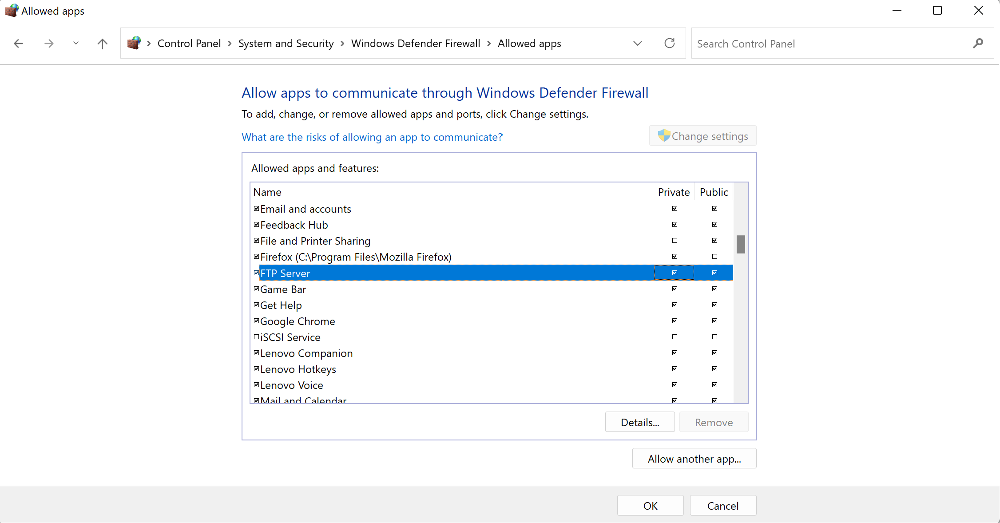 Allowed apps
Control Panel > System and Security > Windows Defender Firewall > Allowed apps
Search Control Panel
Allow apps to communicate through Windows Defender Firewall
To add, change, or remove allowed apps and ports, click Change settings.
What are the risks of allowing an app to communicate?
Change settings
Allowed apps and features:
Name Private Public
Email and accounts
Feedback Hub
File and Printer Sharing
Firefox (C:\Program Files\Mozilla Firefox)
FTP Server
Game Bar
Get Help
Google Chrome
iSCSI Service
Lenovo Companion
Lenovo Hotkeys
Lenovo Voice
Mail and Calendar
Details... Remove
Allow another app...
OK Cancel